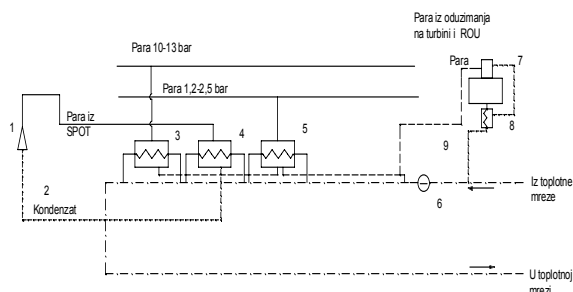 Para iz oduzimanja
na turbini i ROU
Para 10-13 bar
Para
7
Para 1,2-2,5 bar
Para iz
SPOT
1
3
4
5
8
9
2
Kondenzat
6
Iz toplotne
mreze
U toplotnoj
mrezi